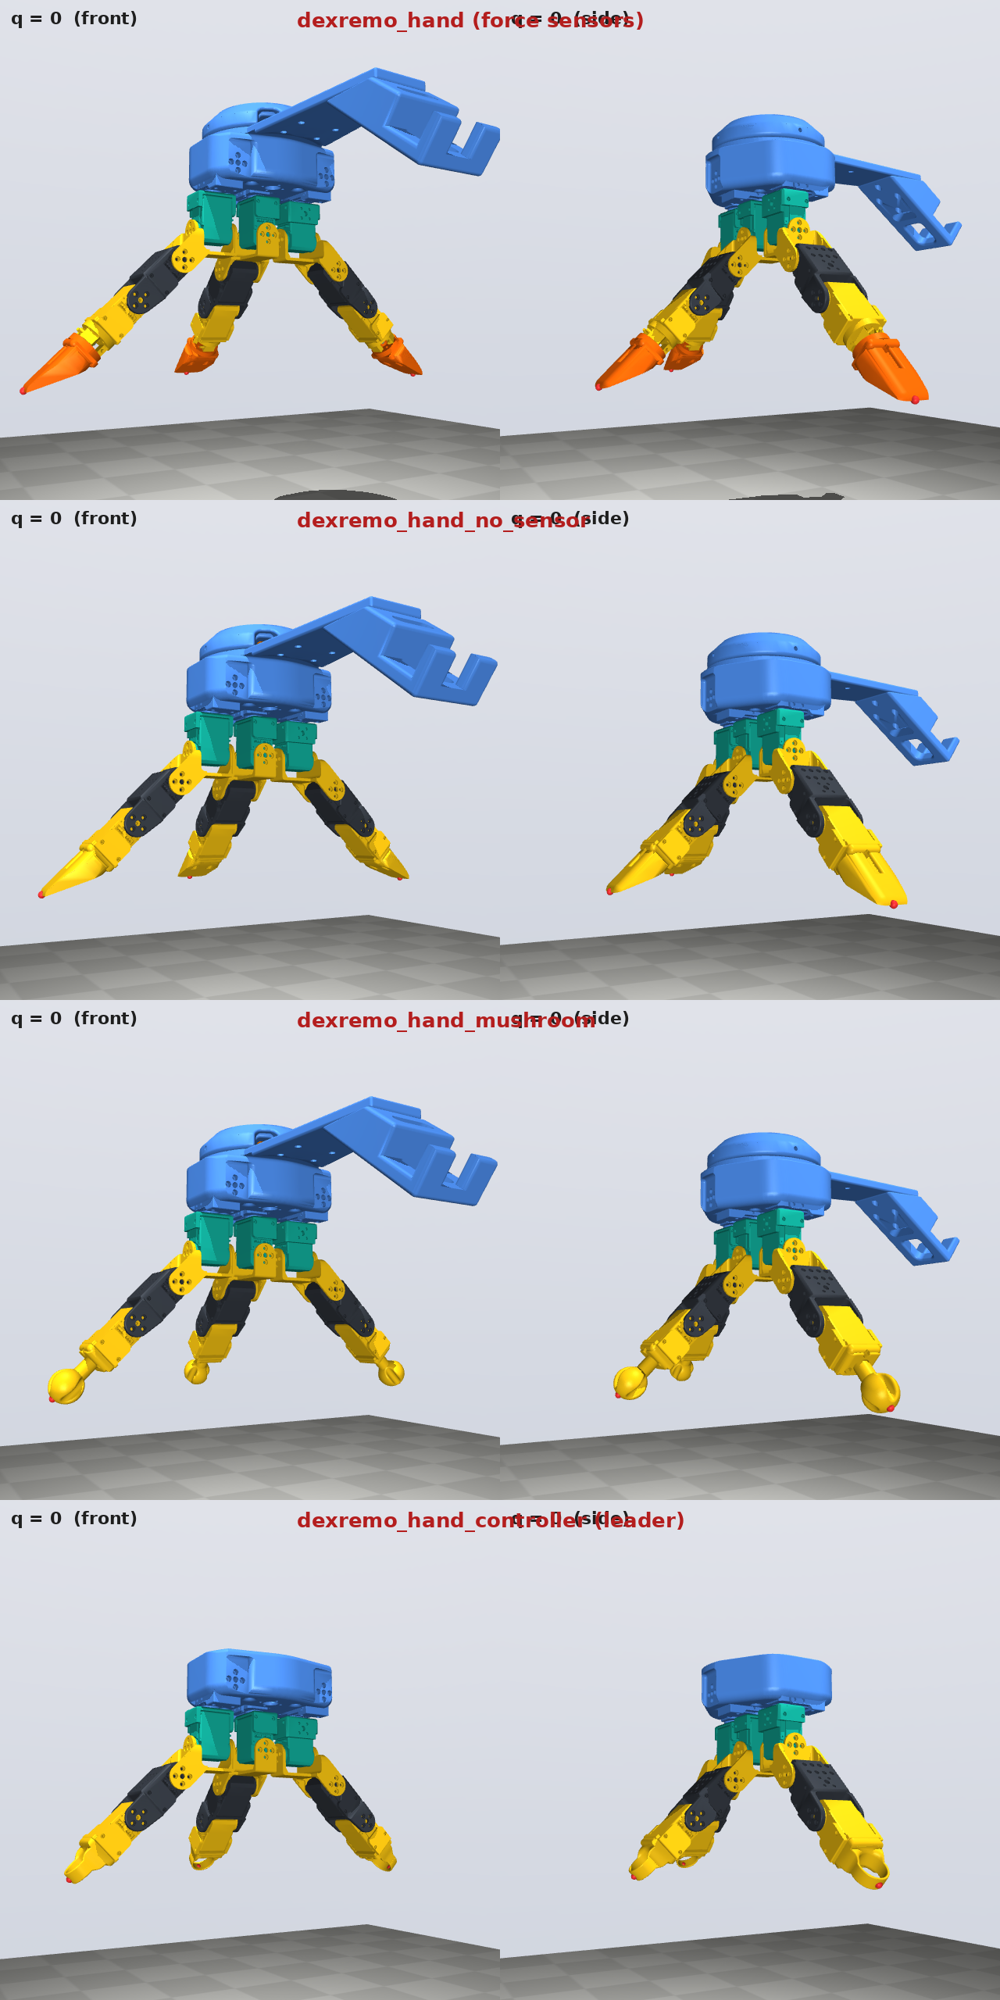 q = 0 (front)
dexremo_hand (force sensors)
q = 0 (side)
q = 0 (front)
dexremo_hand_no_sensor
q = 0 (side)
q = 0 (front)
dexremo_hand_mushroom
q = 0 (side)
q = 0 (front)
dexremo_hand_controller (leader)
q = 0 (side)